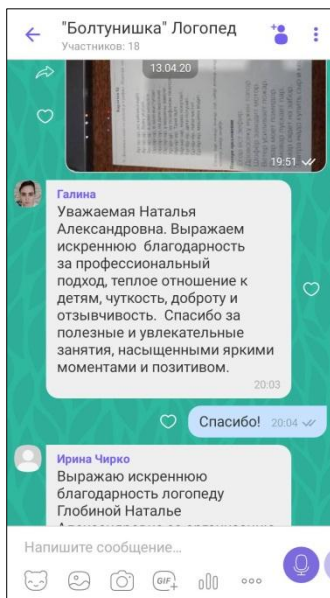 "Болтунишка" Логопед
Участников: 18
13.04.20
19:51
Галина
Уважаемая Наталья
Александровна. Выражаем
искреннюю благодарность
за профессиональный
подход, теплое отношение к
детям, чуткость, доброту и
отзывчивость. Спасибо за
полезные и увлекательные
занятия, насыщенными яркими
моментами и позитивом.
20:03
Спасибо! 20:04
Ирина Чирко
Выражаю искреннюю
благодарность логопеду
Глобиной Наталье
Напишите сообщение...
GIF